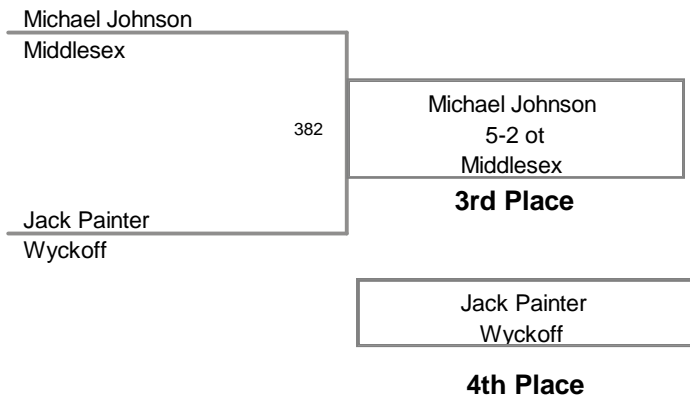 Michael Johnson
Middlesex
382
Michael Johnson
5-2 ot
Middlesex
3rd Place
Jack Painter
Wyckoff
Jack Painter
Wyckoff
4th Place